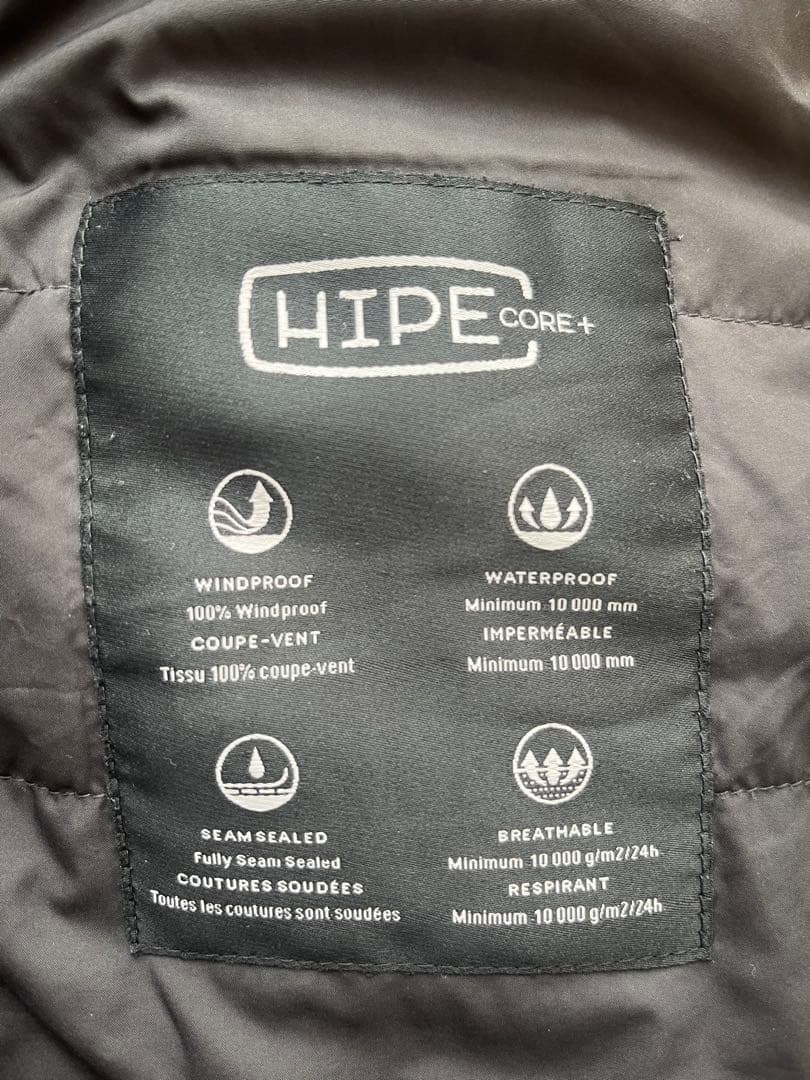 HIPE CORE+
WINDPROOF
100% Windproof
COUPE-VENT
Tissu 100% coupe-vent
WATERPROOF
Minimum 10 000 mm
IMPERMÉABLE
Minimum 10 000 mm
SEAM SEALED
Fully Seam Sealed
COUTURES SOUDÉES
Toutes les coutures sont soudées
BREATHABLE
Minimum 10 000 g/m2/24h
RESPIRANT
Minimum 10 000 g/m2/24h